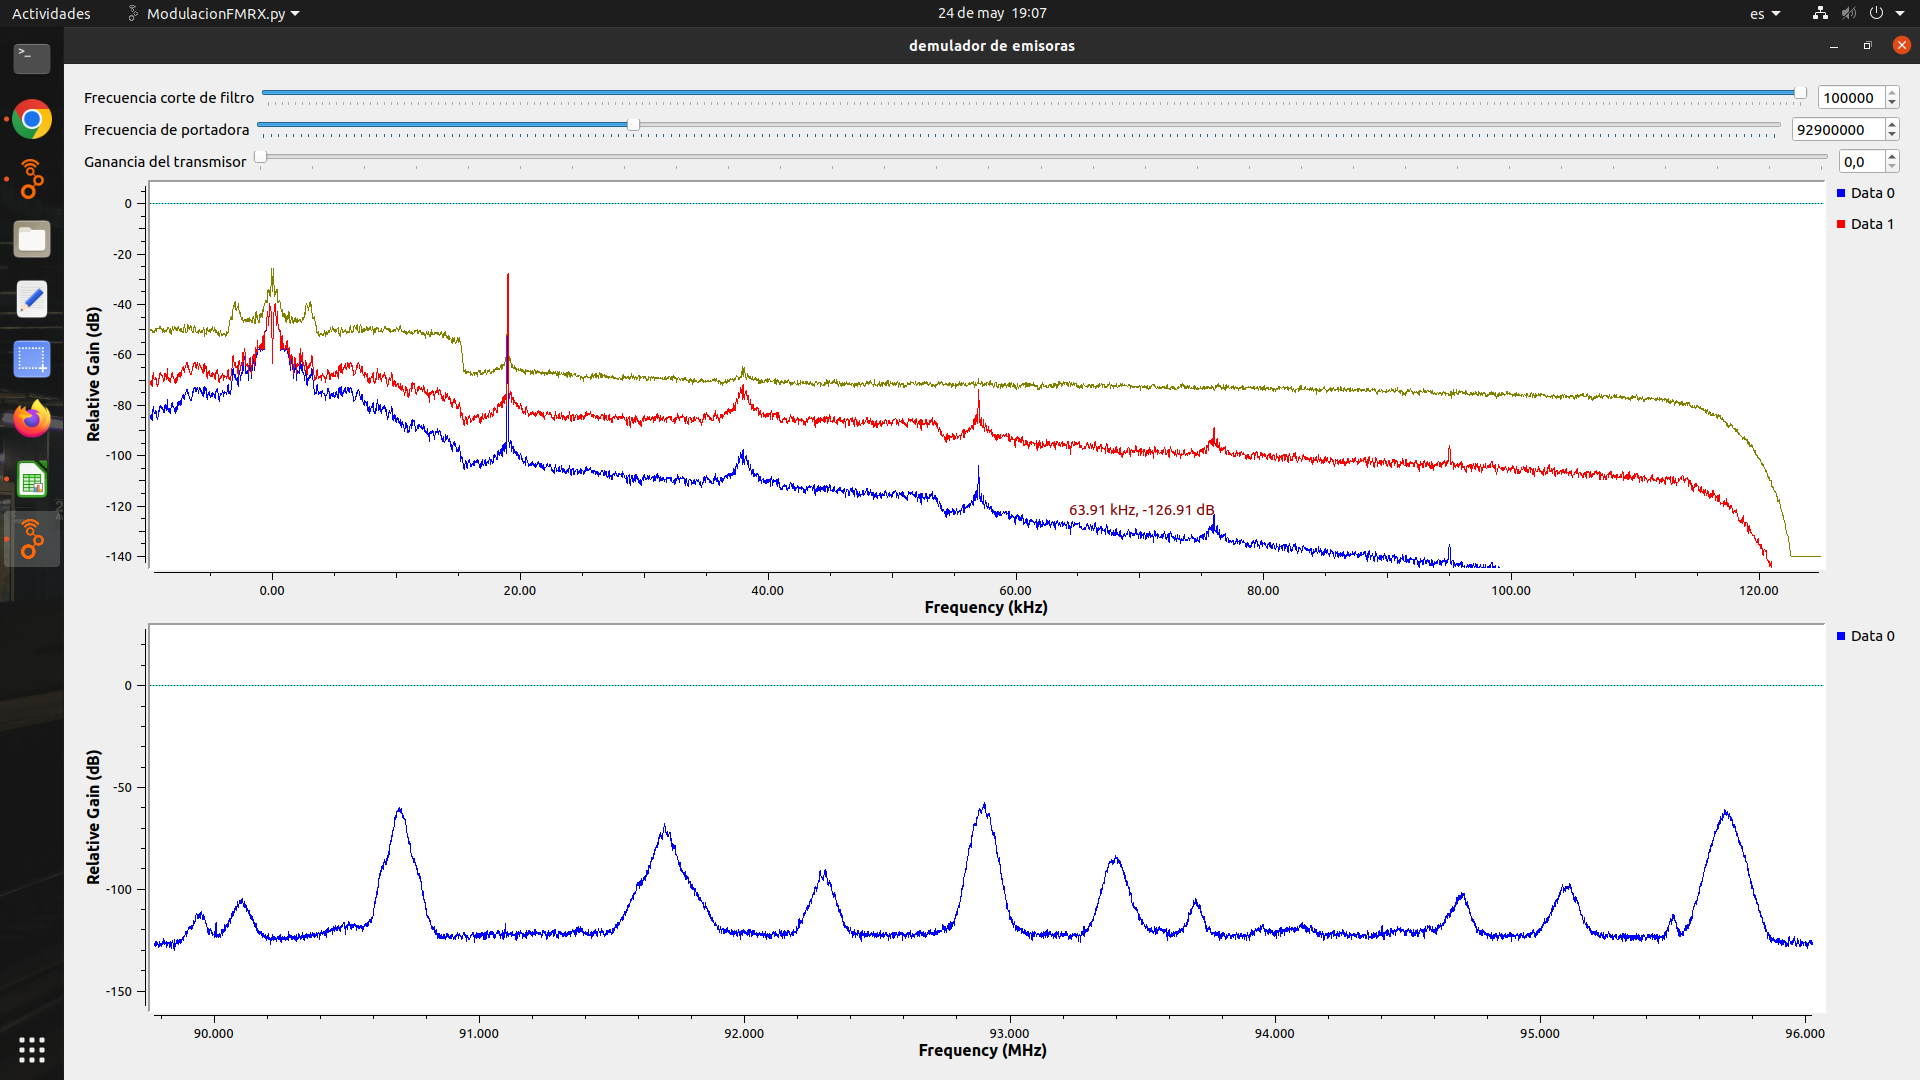 Actividades ModulacionFMRX.py 24 de may 19:07 es
demulador de emisoras
Frecuencia corte de filtro 100000
Frecuencia de portadora 92900000
Ganancia del transmisor 0,0
Data 0
Data 1
0
-20
-40
-60
-80
-100
-120
-140
Relative Gain (dB)
63.91 kHz, -126.91 dB
0.00 20.00 40.00 60.00 80.00 100.00 120.00
Frequency (kHz)
Data 0
0
-50
-100
-150
Relative Gain (dB)
90.000 91.000 92.000 93.000 94.000 95.000 96.000
Frequency (MHz)